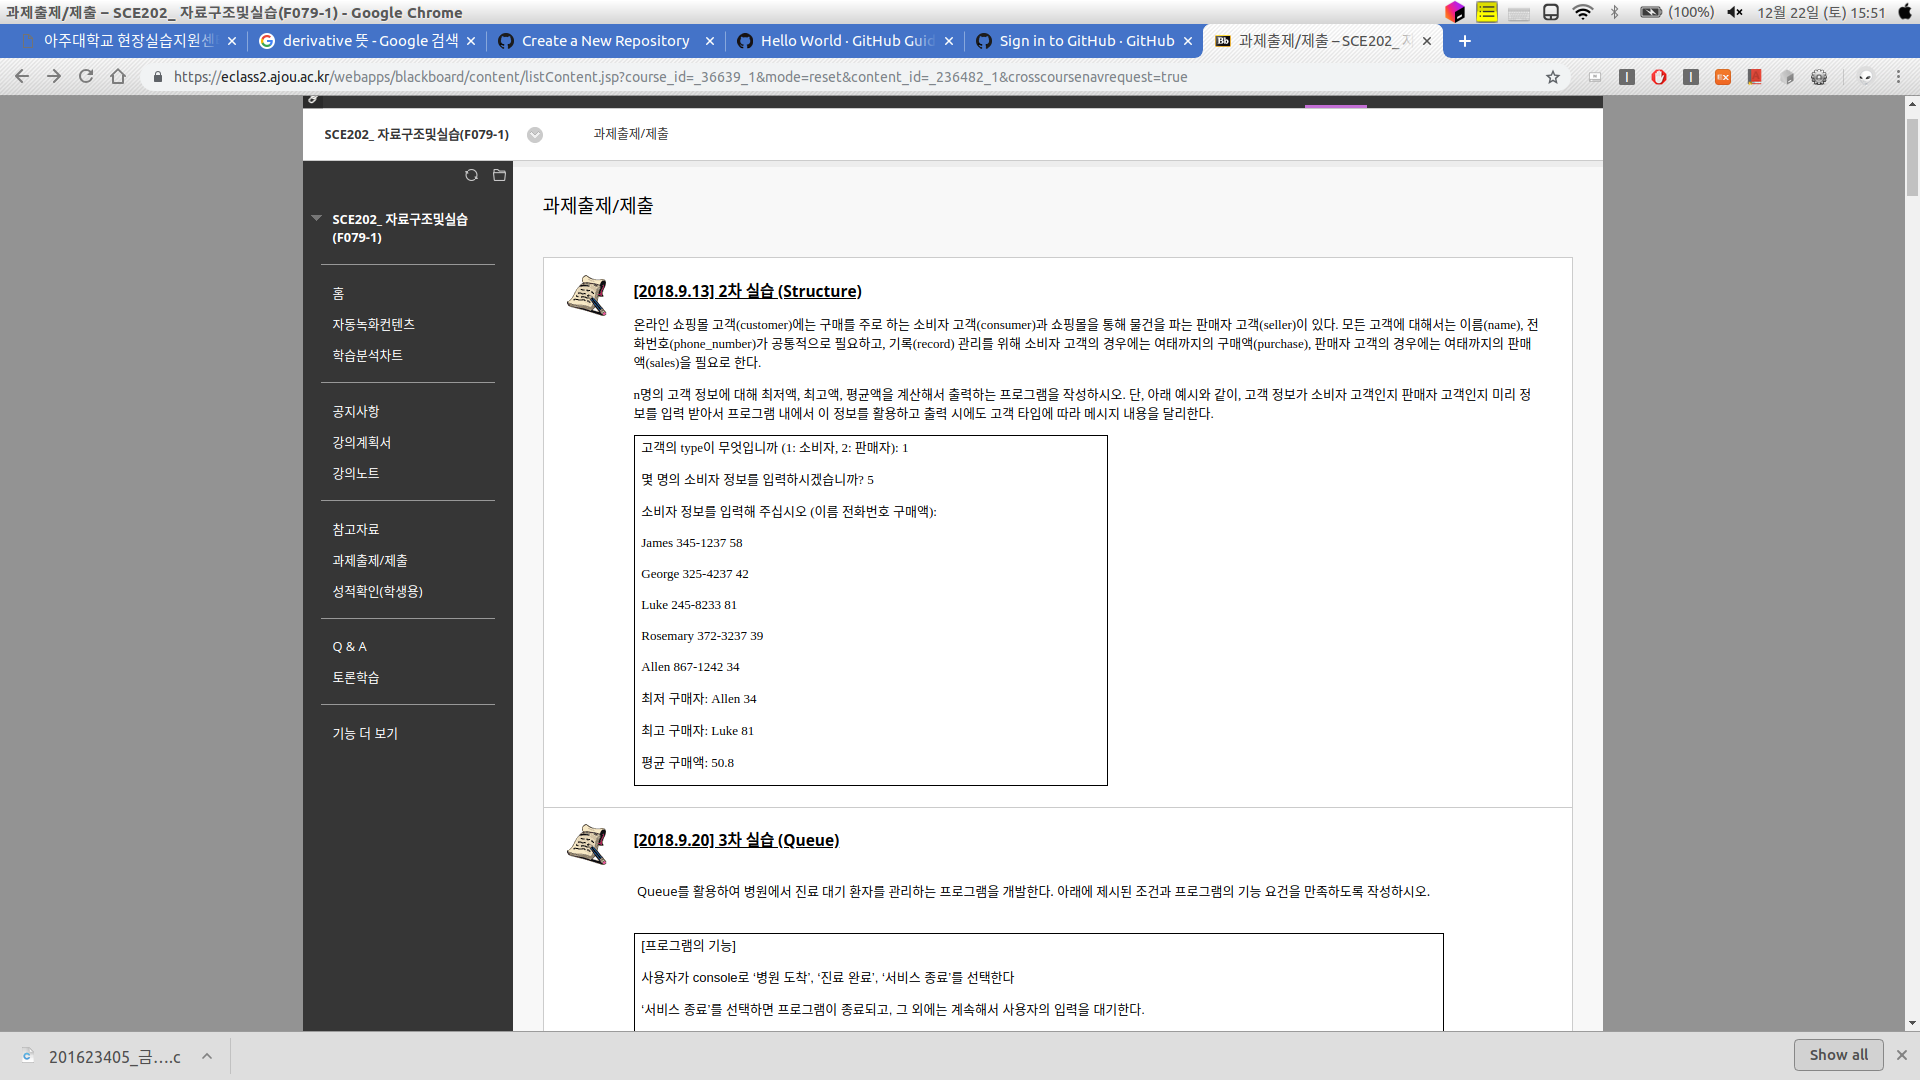 과제출제/제출 – SCE202_ 자료구조및실습(F079-1) - Google Chrome
(100%)
12월 22일 (토) 15:51
아주대학교 현장실습지원센
derivative 뜻 - Google 검색
Create a New Repository
Hello World · GitHub Guid
Sign in to GitHub · GitHub
Bb 과제출제/제출 – SCE202_
https://eclass2.ajou.ac.kr/webapps/blackboard/content/listContent.jsp?course_id=_36639_1&mode=reset&content_id=_236482_1&crosscoursenavrequest=true
SCE202_ 자료구조및실습(F079-1)
과제출제/제출
SCE202_ 자료구조및실습
(F079-1)
홈
자동녹화컨텐츠
학습분석차트
공지사항
강의계획서
강의노트
참고자료
과제출제/제출
성적확인(학생용)
Q & A
토론학습
기능 더 보기
과제출제/제출
[2018.9.13] 2차 실습 (Structure)
온라인 쇼핑몰 고객(customer)에는 구매를 주로 하는 소비자 고객(consumer)과 쇼핑몰을 통해 물건을 파는 판매자 고객(seller)이 있다. 모든 고객에 대해서는 이름(name), 전
화번호(phone_number)가 공통적으로 필요하고, 기록(record) 관리를 위해 소비자 고객의 경우에는 여태까지의 구매액(purchase), 판매자 고객의 경우에는 여태까지의 판매
액(sales)을 필요로 한다.
n명의 고객 정보에 대해 최저액, 최고액, 평균액을 계산해서 출력하는 프로그램을 작성하시오. 단, 아래 예시와 같이, 고객 정보가 소비자 고객인지 판매자 고객인지 미리 정
보를 입력 받아서 프로그램 내에서 이 정보를 활용하고 출력 시에도 고객 타입에 따라 메시지 내용을 달리한다.
고객의 type이 무엇입니까 (1: 소비자, 2: 판매자): 1
몇 명의 소비자 정보를 입력하시겠습니까? 5
소비자 정보를 입력해 주십시오 (이름 전화번호 구매액):
James 345-1237 58
George 325-4237 42
Luke 245-8233 81
Rosemary 372-3237 39
Allen 867-1242 34
최저 구매자: Allen 34
최고 구매자: Luke 81
평균 구매액: 50.8
[2018.9.20] 3차 실습 (Queue)
Queue를 활용하여 병원에서 진료 대기 환자를 관리하는 프로그램을 개발한다. 아래에 제시된 조건과 프로그램의 기능 요건을 만족하도록 작성하시오.
[프로그램의 기능]
사용자가 console로 ‘병원 도착’, ‘진료 완료’, ‘서비스 종료’를 선택한다
‘서비스 종료’를 선택하면 프로그램이 종료되고, 그 외에는 계속해서 사용자의 입력을 대기한다.
201623405_금....c
Show all